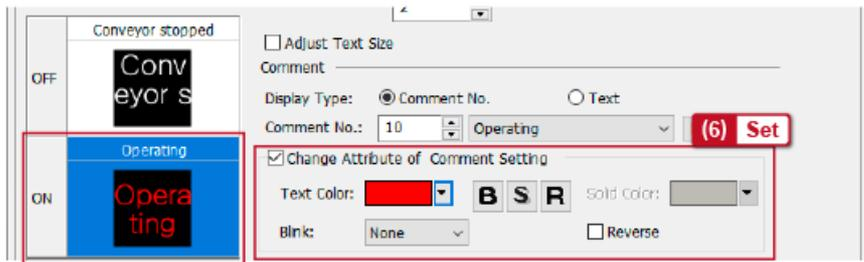 2
Conveyor stopped
OFF
Conv
eyor s
Adjust Text Size
Comment
Display Type: Comment No. Text
Comment No.: 10 Operating
(6) Set
Operating
ON
Opera
ting
Change Attribute of Comment Setting
Text Color: B S R Solid Color:
Blink: None Reverse